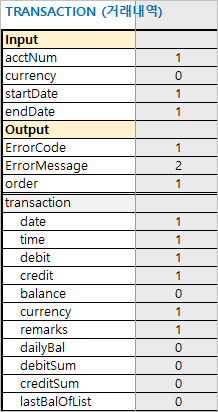 TRANSACTION (거래내역)
Input
acctNum 1
currency 0
startDate 1
endDate 1
Output
ErrorCode 1
ErrorMessage 2
order 1
transaction
date 1
time 1
debit 1
credit 1
balance 0
currency 1
remarks 1
dailyBal 0
debitSum 0
creditSum 0
lastBalOfList 0